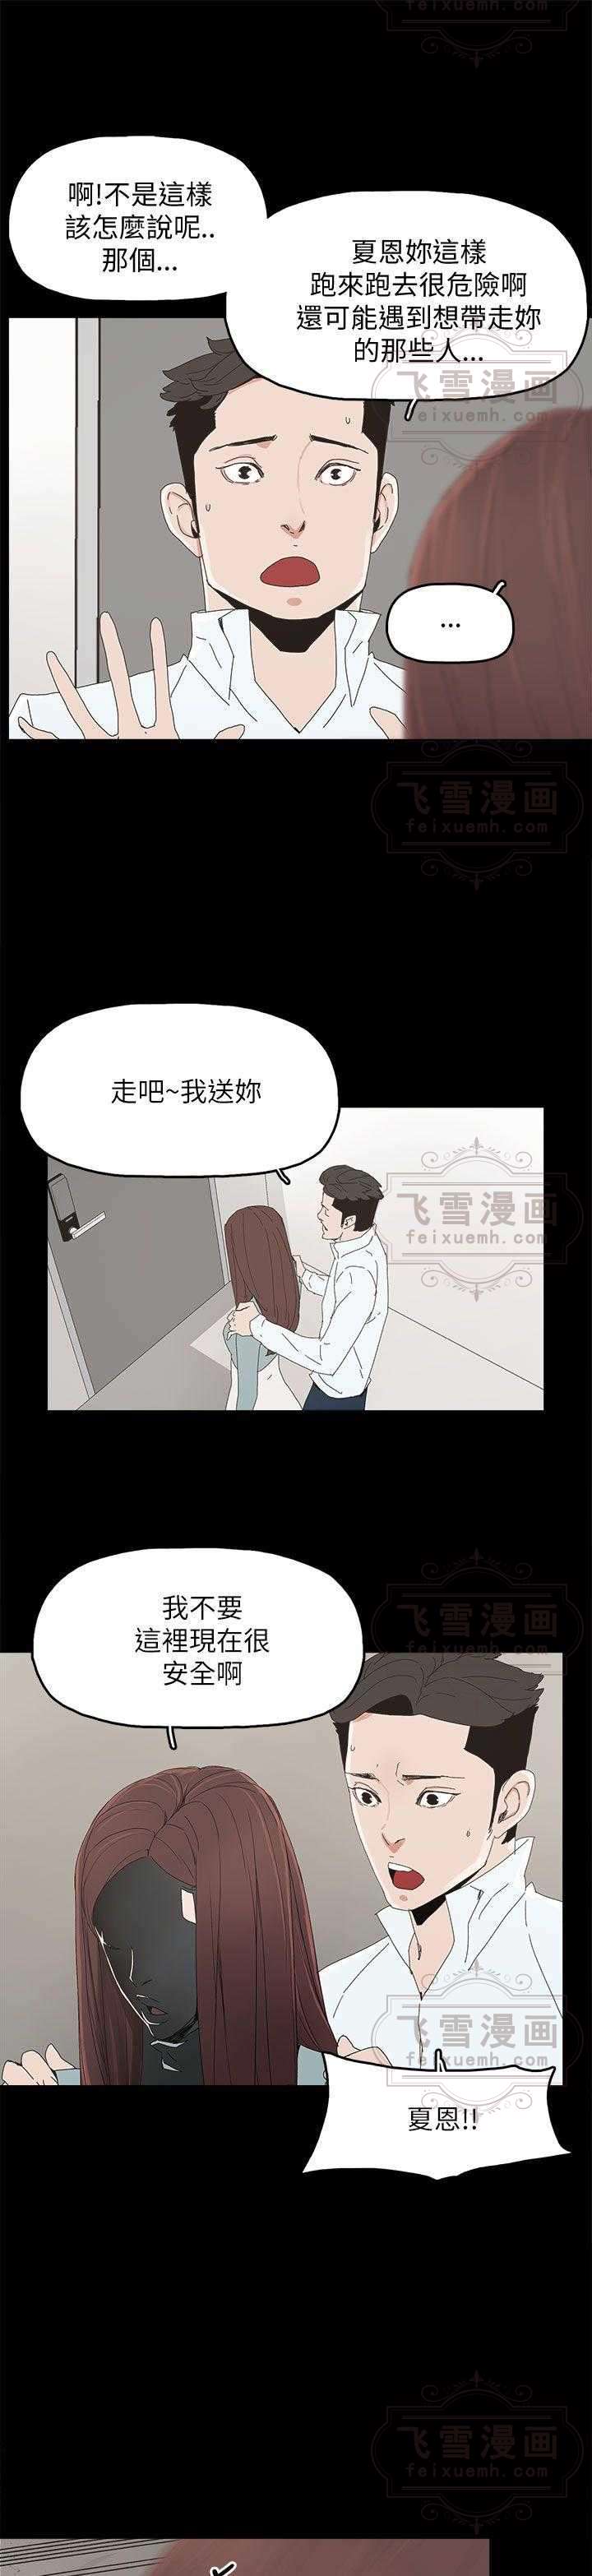 feixuemh.com
啊!不是這樣
該怎麼說呢..
那個...
夏恩妳這樣
跑來跑去很危險啊
還可能遇到想帶走妳
的那些人...
飞雪漫画
feixuemh.com
...
飞雪漫画
feixuemh.com
走吧~我送妳
飞雪漫画
feixuemh.com
我不要
這裡現在很
安全啊
飞雪漫画
feixuemh.com
飞雪漫画
feixuemh.com
夏恩!!
飞雪漫画
feixuemh.com